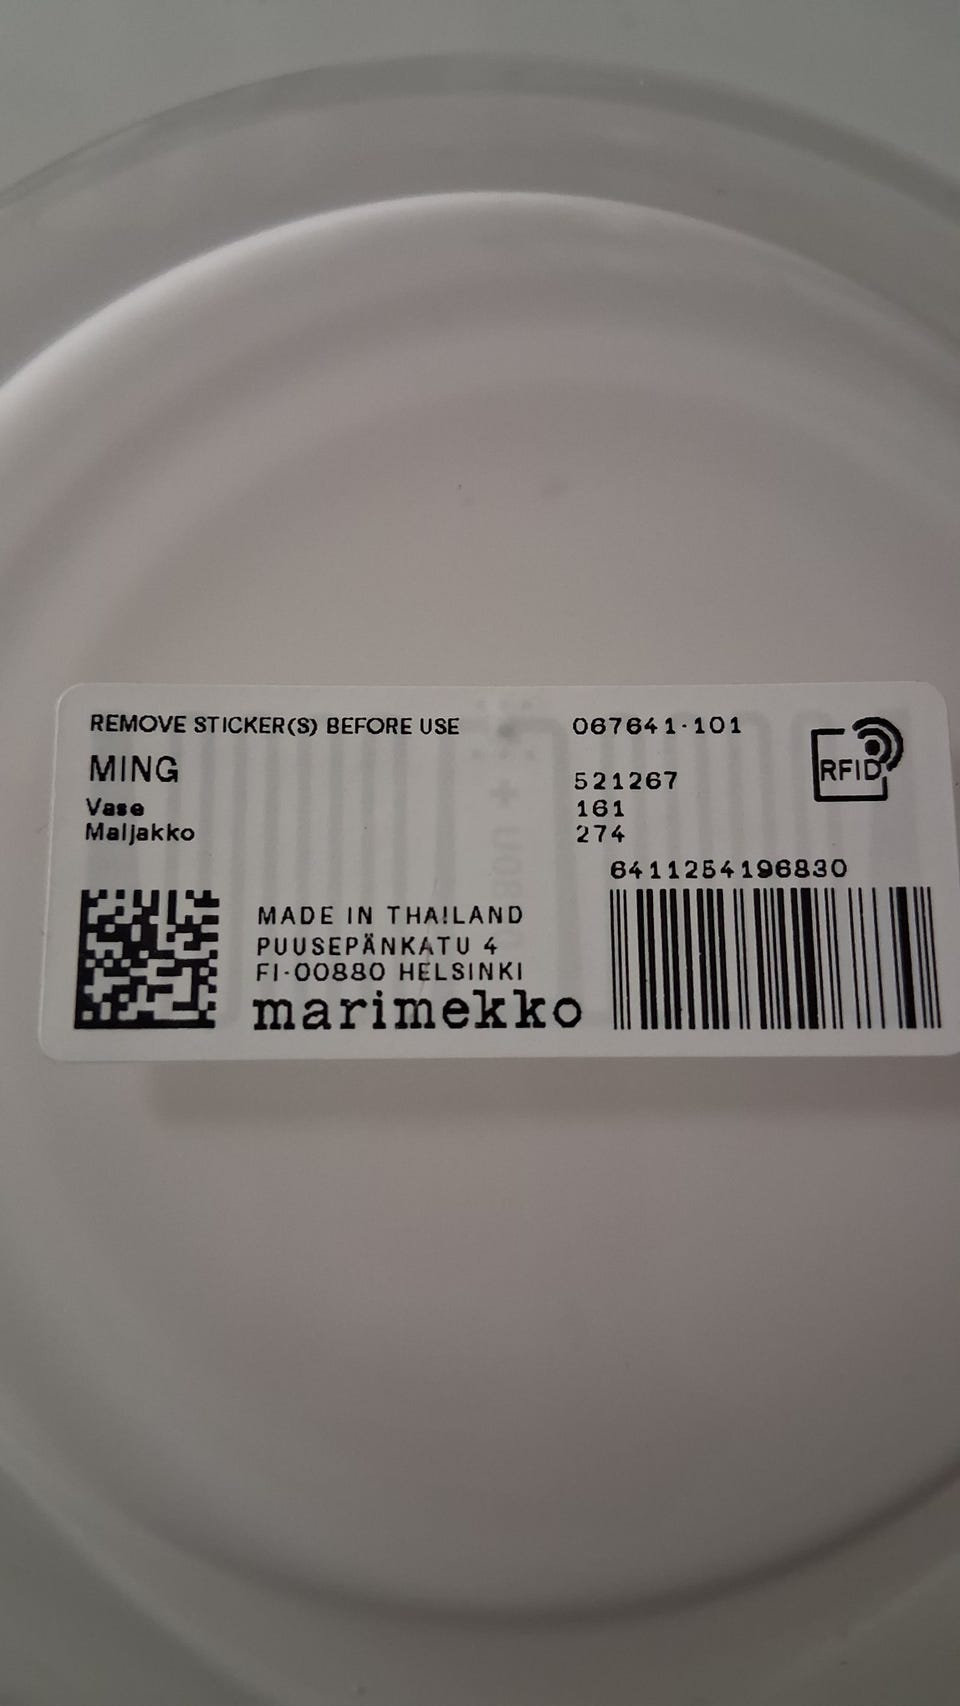 REMOVE STICKER(S) BEFORE USE
067641-101
MING
521267
Vase
161
Maljakko
274
6411254196830
MADE IN THAILAND
PUUSEPÄNKATU 4
FI-00880 HELSINKI
marimekko
RFID